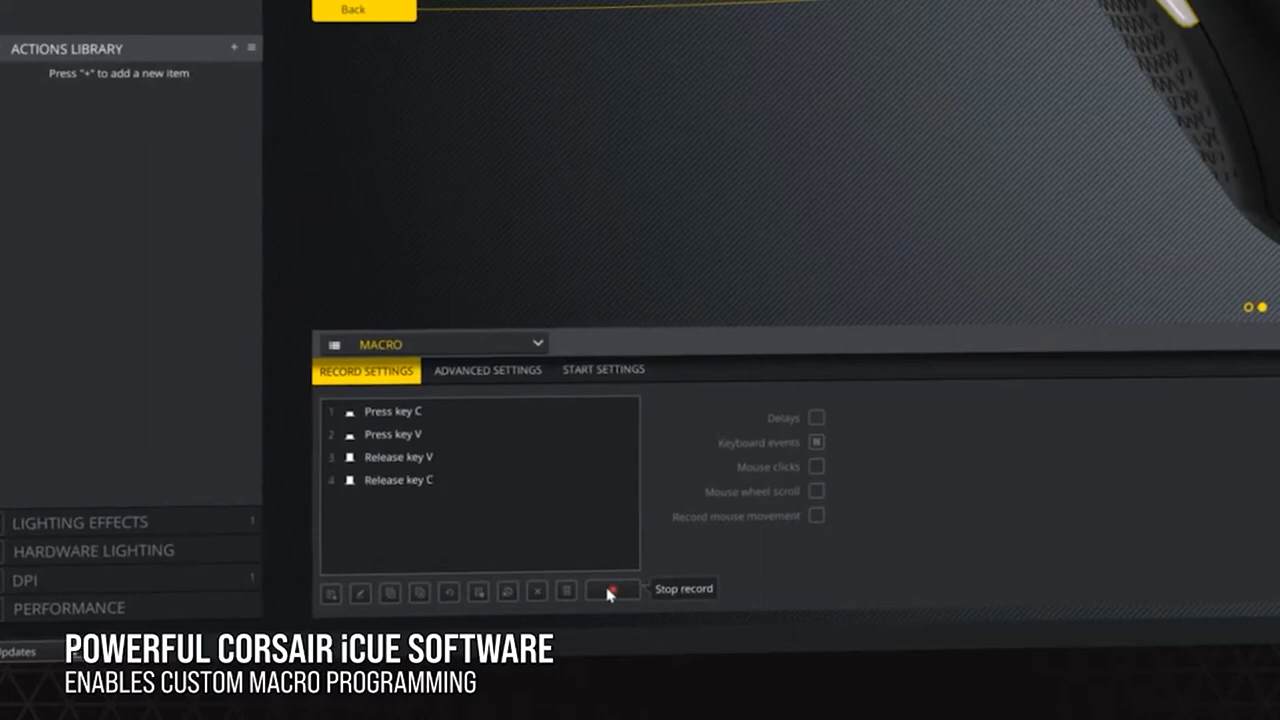 Back
ACTIONS LIBRARY
Press "+" to add a new item
MACRO
RECORD SETTINGS
ADVANCED SETTINGS
START SETTINGS
1 Press key C
2 Press key V
3 Release key V
4 Release key C
Delays
Keyboard events
Mouse clicks
Mouse wheel scroll
Record mouse movement
Stop record
LIGHTING EFFECTS 1
HARDWARE LIGHTING
DPI 1
PERFORMANCE
Updates
POWERFUL CORSAIR iCUE SOFTWARE
ENABLES CUSTOM MACRO PROGRAMMING